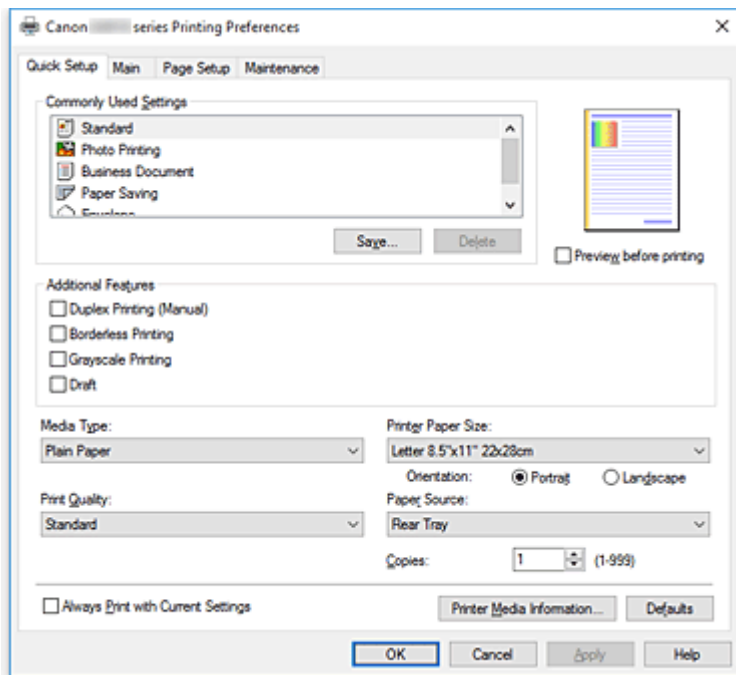 Canon series Printing Preferences
Quick Setup Main Page Setup Maintenance
Commonly Used Settings
Standard
Photo Printing
Business Document
Paper Saving
Envelope
Save... Delete
Preview before printing
Additional Features
Duplex Printing (Manual)
Borderless Printing
Grayscale Printing
Draft
Media Type: Printer Paper Size:
Plain Paper Letter 8.5"x11" 22x28cm
Orientation: Portrait Landscape
Print Quality: Paper Source:
Standard Rear Tray
Copies: 1 (1-999)
Always Print with Current Settings Printer Media Information... Defaults
OK Cancel Apply Help